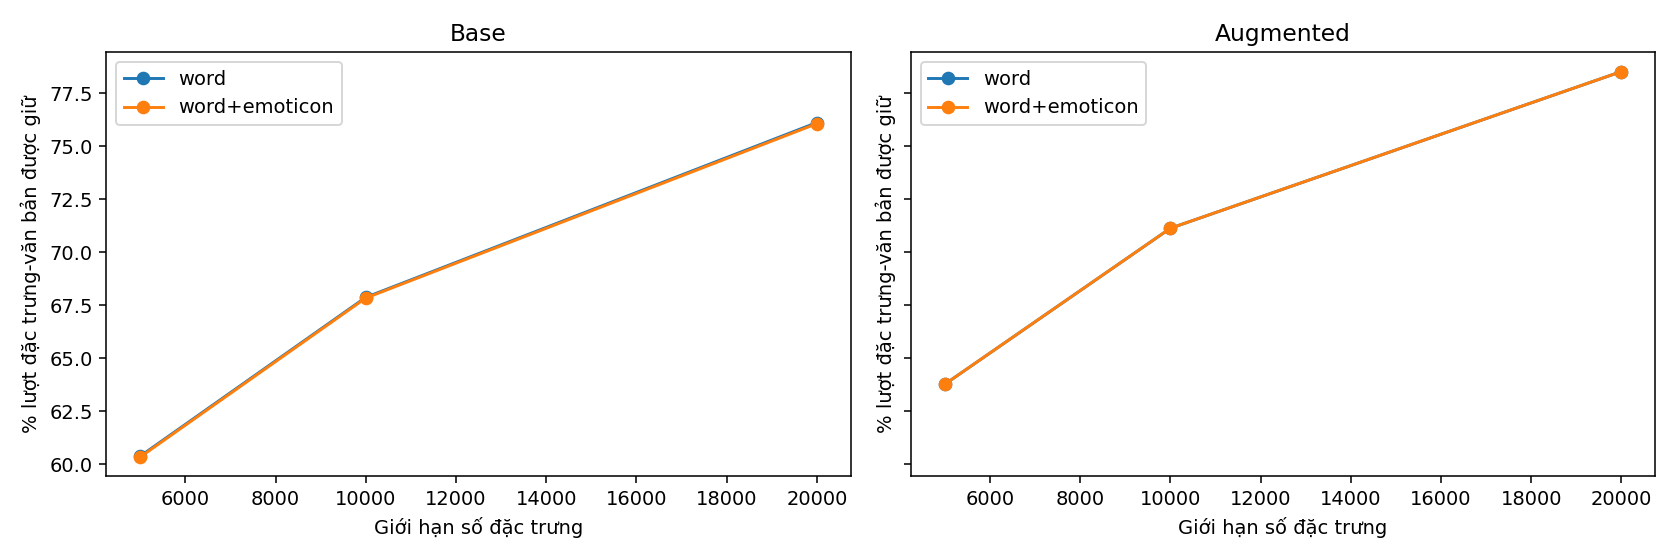 Base
word
word+emoticon
% lượt đặc trưng-văn bản được giữ
77.5
75.0
72.5
70.0
67.5
65.0
62.5
60.0
6000 8000 10000 12000 14000 16000 18000 20000
Giới hạn số đặc trưng
Augmented
word
word+emoticon
% lượt đặc trưng-văn bản được giữ
6000 8000 10000 12000 14000 16000 18000 20000
Giới hạn số đặc trưng